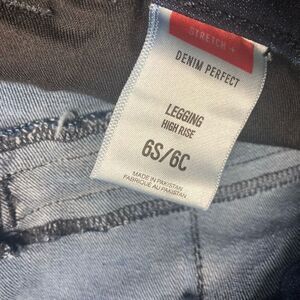 STRETCH +
DENIM PERFECT
LEGGING
HIGH RISE
6S/6C
MADE IN PAKISTAN
FABRIQUÉ AU PAKISTAN